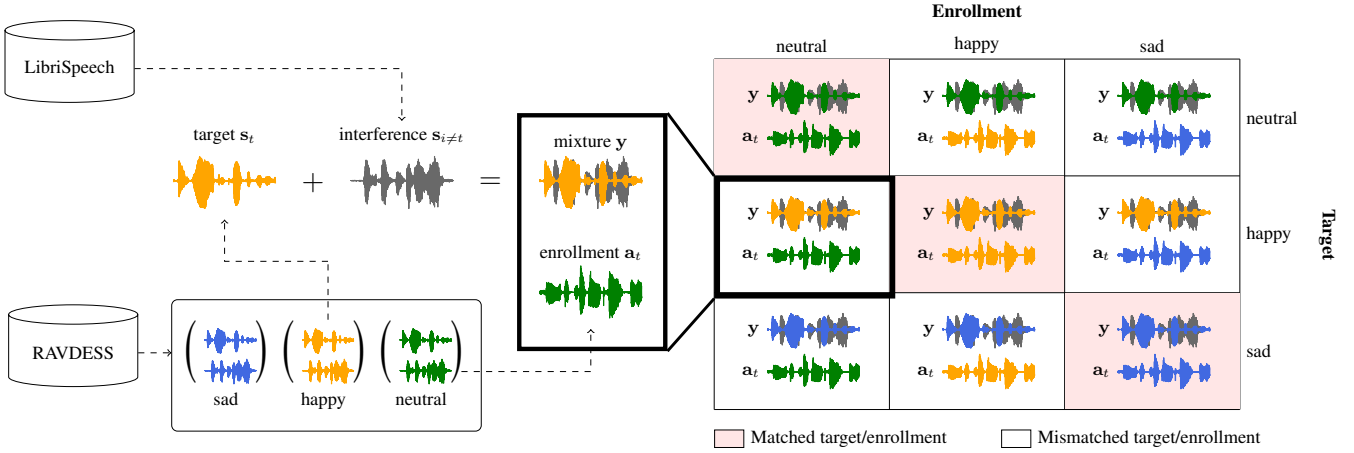 Enrollment
neutral happy sad
LibriSpeech
target s_t interference s_{i≠t}
+ =
mixture y
enrollment a_t
RAVDESS
( ) ( ) ( )
sad happy neutral
y y y neutral
a_t a_t a_t
y y y happy
a_t a_t a_t
y y y sad
a_t a_t a_t
Target
Matched target/enrollment Mismatched target/enrollment